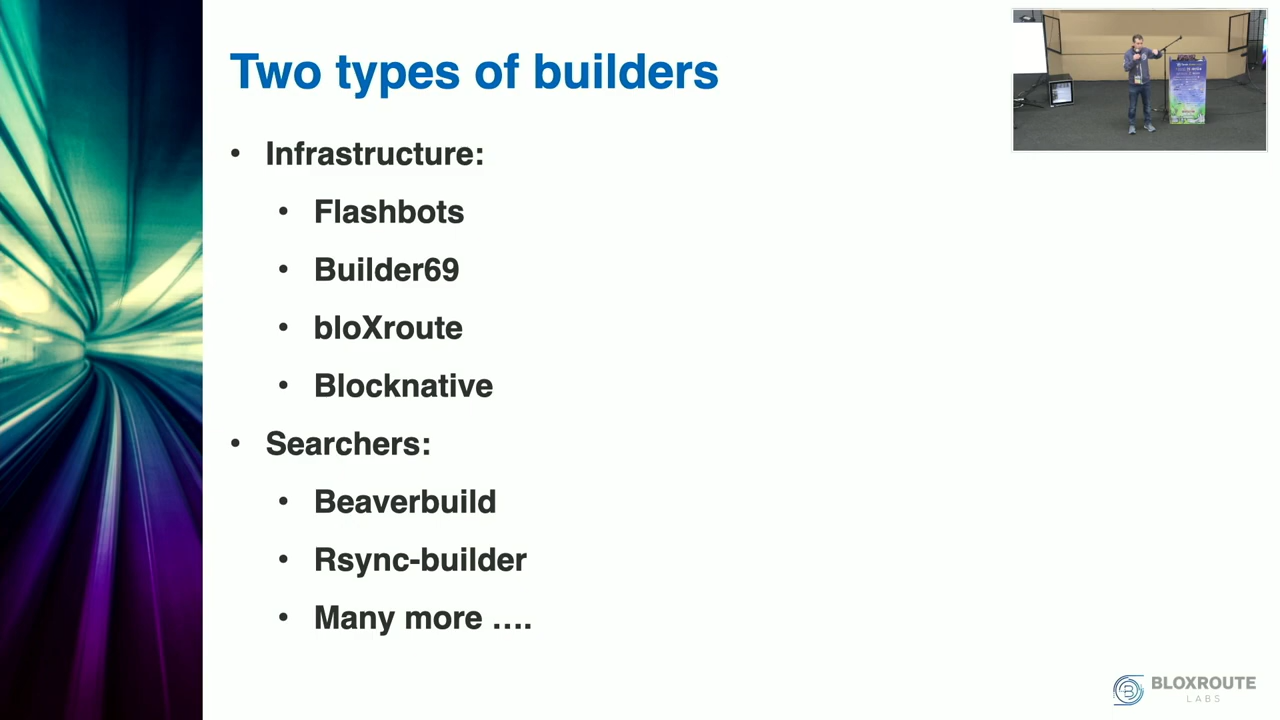 Two types of builders
• Infrastructure:
• Flashbots
• Builder69
• bloXroute
• Blocknative
• Searchers:
• Beaverbuild
• Rsync-builder
• Many more ....
BLOXROUTE
LABS